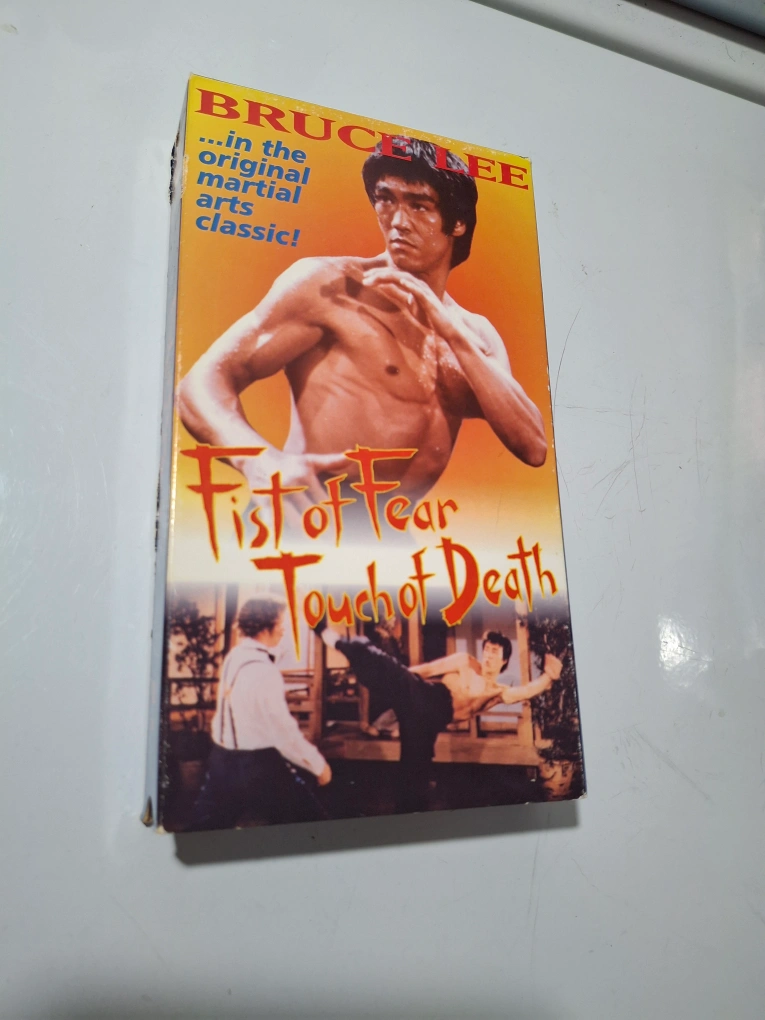 BRUCE LEE
...in the
original
martial
arts
classic!
Fist of Fear
Touch of Death